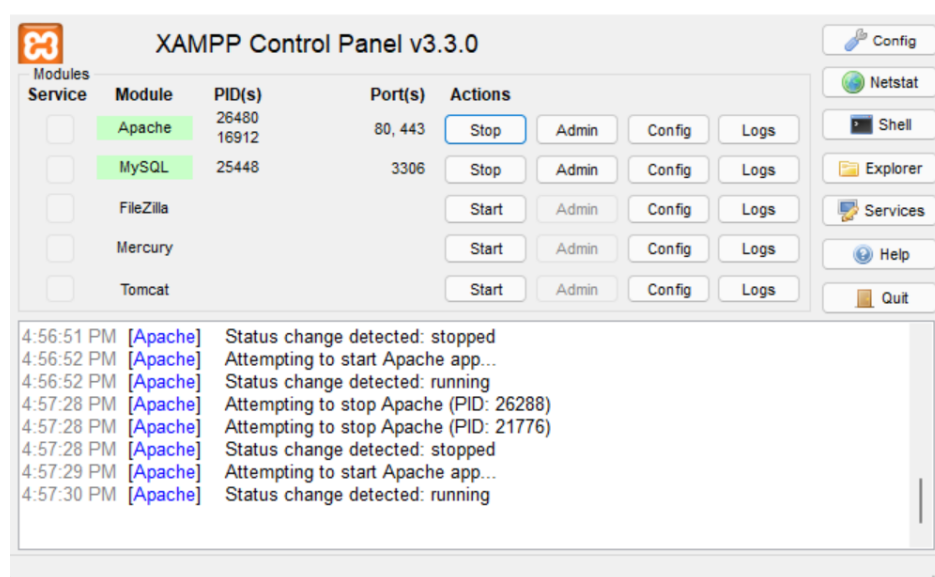 XAMPP Control Panel v3.3.0
Config
Modules
Netstat
Service Module PID(s) Port(s) Actions
Apache 26480 16912 80, 443 Stop Admin Config Logs
Shell
MySQL 25448 3306 Stop Admin Config Logs
Explorer
FileZilla Start Admin Config Logs
Services
Mercury Start Admin Config Logs
Help
Tomcat Start Admin Config Logs
Quit
4:56:51 PM [Apache] Status change detected: stopped
4:56:52 PM [Apache] Attempting to start Apache app...
4:56:52 PM [Apache] Status change detected: running
4:57:28 PM [Apache] Attempting to stop Apache (PID: 26288)
4:57:28 PM [Apache] Attempting to stop Apache (PID: 21776)
4:57:28 PM [Apache] Status change detected: stopped
4:57:29 PM [Apache] Attempting to start Apache app...
4:57:30 PM [Apache] Status change detected: running